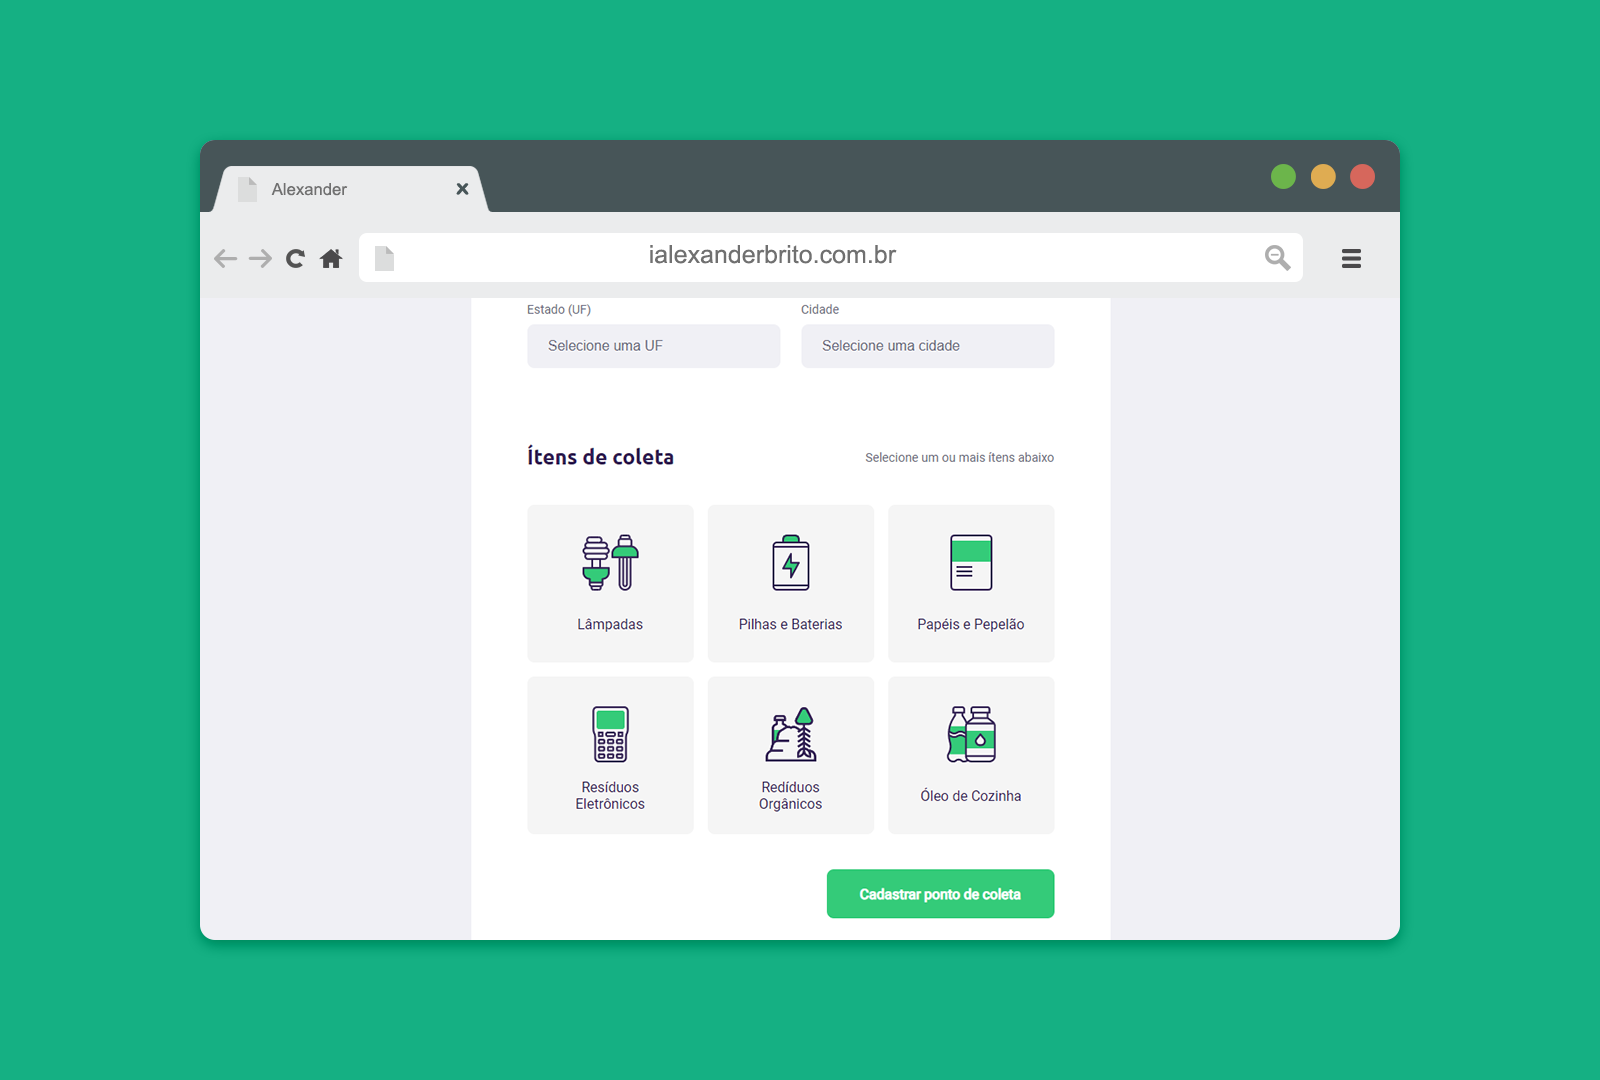 Alexander
ialexanderbrito.com.br
Estado (UF) Cidade
Selecione uma UF Selecione uma cidade
Ítens de coleta Selecione um ou mais ítens abaixo
Lâmpadas Pilhas e Baterias Papéis e Pepelão
Resíduos
Eletrônicos
Redíduos
Orgânicos
Óleo de Cozinha
Cadastrar ponto de coleta